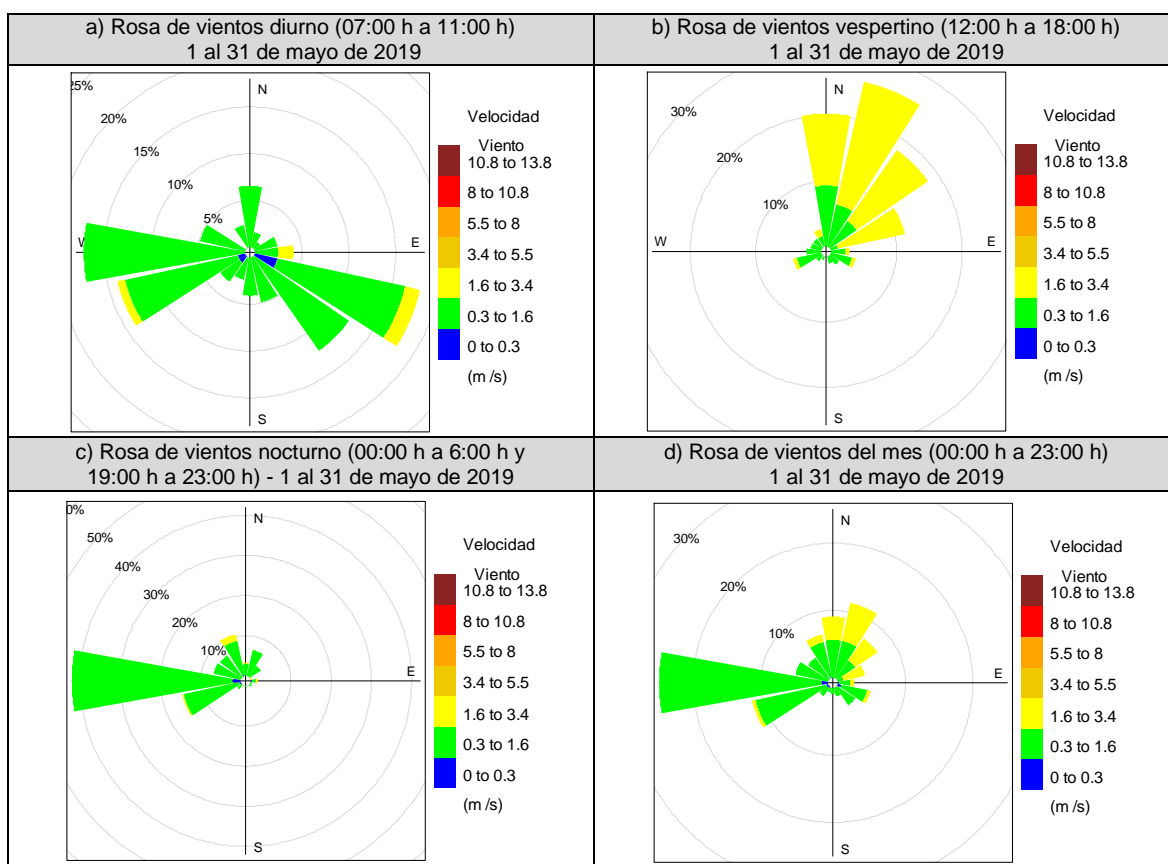 a) Rosa de vientos diurno (07:00 h a 11:00 h)
1 al 31 de mayo de 2019
25%
20%
15%
10%
5%
N
W
E
S
Velocidad
Viento
10.8 to 13.8
8 to 10.8
5.5 to 8
3.4 to 5.5
1.6 to 3.4
0.3 to 1.6
0 to 0.3
(m /s)
b) Rosa de vientos vespertino (12:00 h a 18:00 h)
1 al 31 de mayo de 2019
30%
20%
10%
N
W
E
S
Velocidad
Viento
10.8 to 13.8
8 to 10.8
5.5 to 8
3.4 to 5.5
1.6 to 3.4
0.3 to 1.6
0 to 0.3
(m /s)
c) Rosa de vientos nocturno (00:00 h a 6:00 h y
19:00 h a 23:00 h) - 1 al 31 de mayo de 2019
0%
50%
40%
30%
20%
10%
N
E
S
Velocidad
Viento
10.8 to 13.8
8 to 10.8
5.5 to 8
3.4 to 5.5
1.6 to 3.4
0.3 to 1.6
0 to 0.3
(m /s)
d) Rosa de vientos del mes (00:00 h a 23:00 h)
1 al 31 de mayo de 2019
30%
20%
10%
N
E
S
Velocidad
Viento
10.8 to 13.8
8 to 10.8
5.5 to 8
3.4 to 5.5
1.6 to 3.4
0.3 to 1.6
0 to 0.3
(m /s)